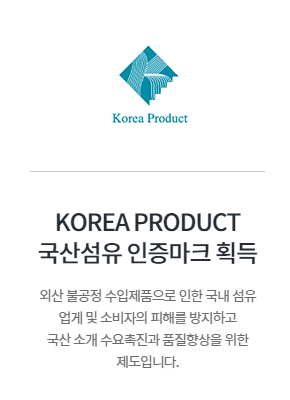 Korea Product
KOREA PRODUCT
국산섬유 인증마크 획득
외산 불공정 수입제품으로 인한 국내 섬유
업게 및 소비자의 피해를 방지하고
국산 소개 수요촉진과 품질향상을 위한
제도입니다.